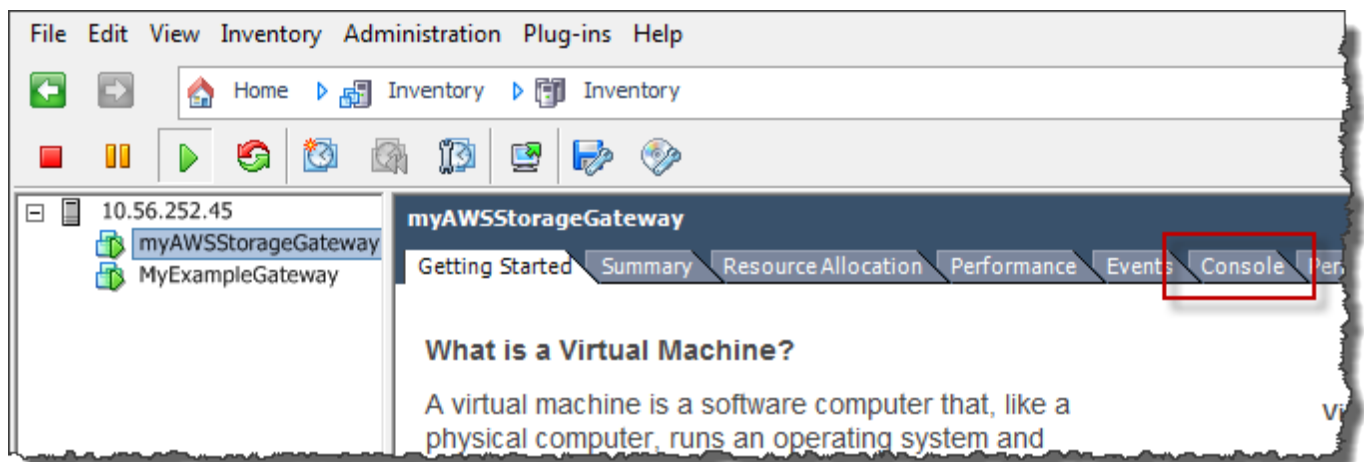 File Edit View Inventory Administration Plug-ins Help
Home Inventory Inventory
10.56.252.45
myAWSStorageGateway
MyExampleGateway
myAWSStorageGateway
Getting Started Summary Resource Allocation Performance Events Console
What is a Virtual Machine?
A virtual machine is a software computer that, like a
physical computer, runs an operating system and